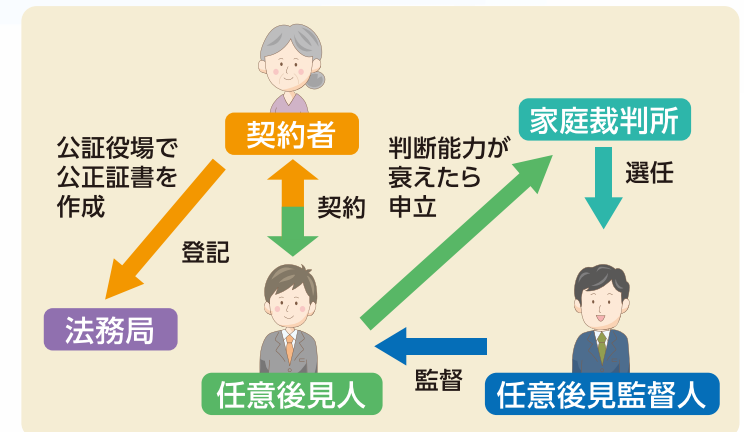 契約者
家庭裁判所
公証役場で
公正証書を
作成
判断能力が
衰えたら
申立
選任
契約
登記
法務局
監督
任意後見人
任意後見監督人